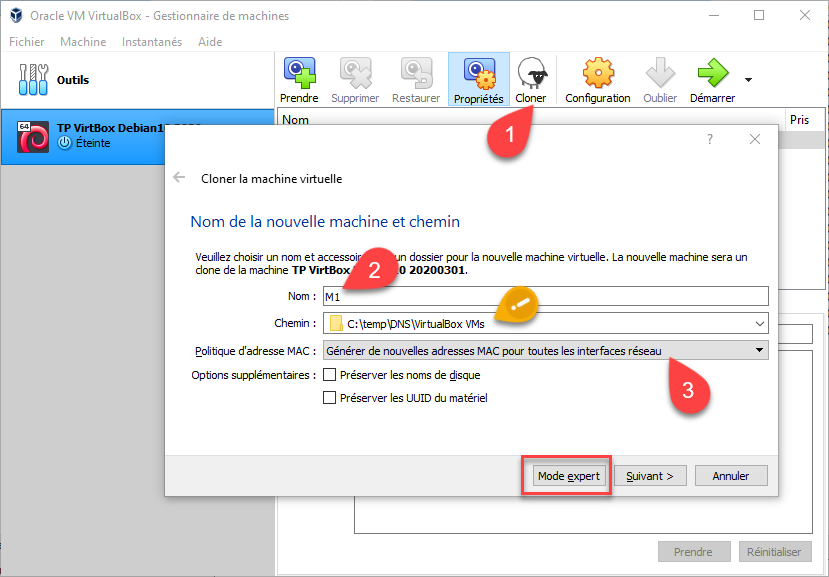 Oracle VM VirtualBox - Gestionnaire de machines
Fichier Machine Instantanés Aide
Outils
Prendre Supprimer Restaurer Propriétés Cloner Configuration Oublier Démarrer
Nom Pris
64
TP VirtBox Debian1
Éteinte
1
?
Cloner la machine virtuelle
Nom de la nouvelle machine et chemin
Veuillez choisir un nom et accessoir un dossier pour la nouvelle machine virtuelle. La nouvelle machine sera un
clone de la machine TP VirtBox 0 20200301.
2
Nom : M1
Chemin : C:\temp\DNS\VirtualBox VMs
Politique d'adresse MAC : Générer de nouvelles adresses MAC pour toutes les interfaces réseau
Options supplémentaires : Préserver les noms de disque
3
Préserver les UUID du matériel
Mode expert Suivant > Annuler
Prendre Réinitialiser